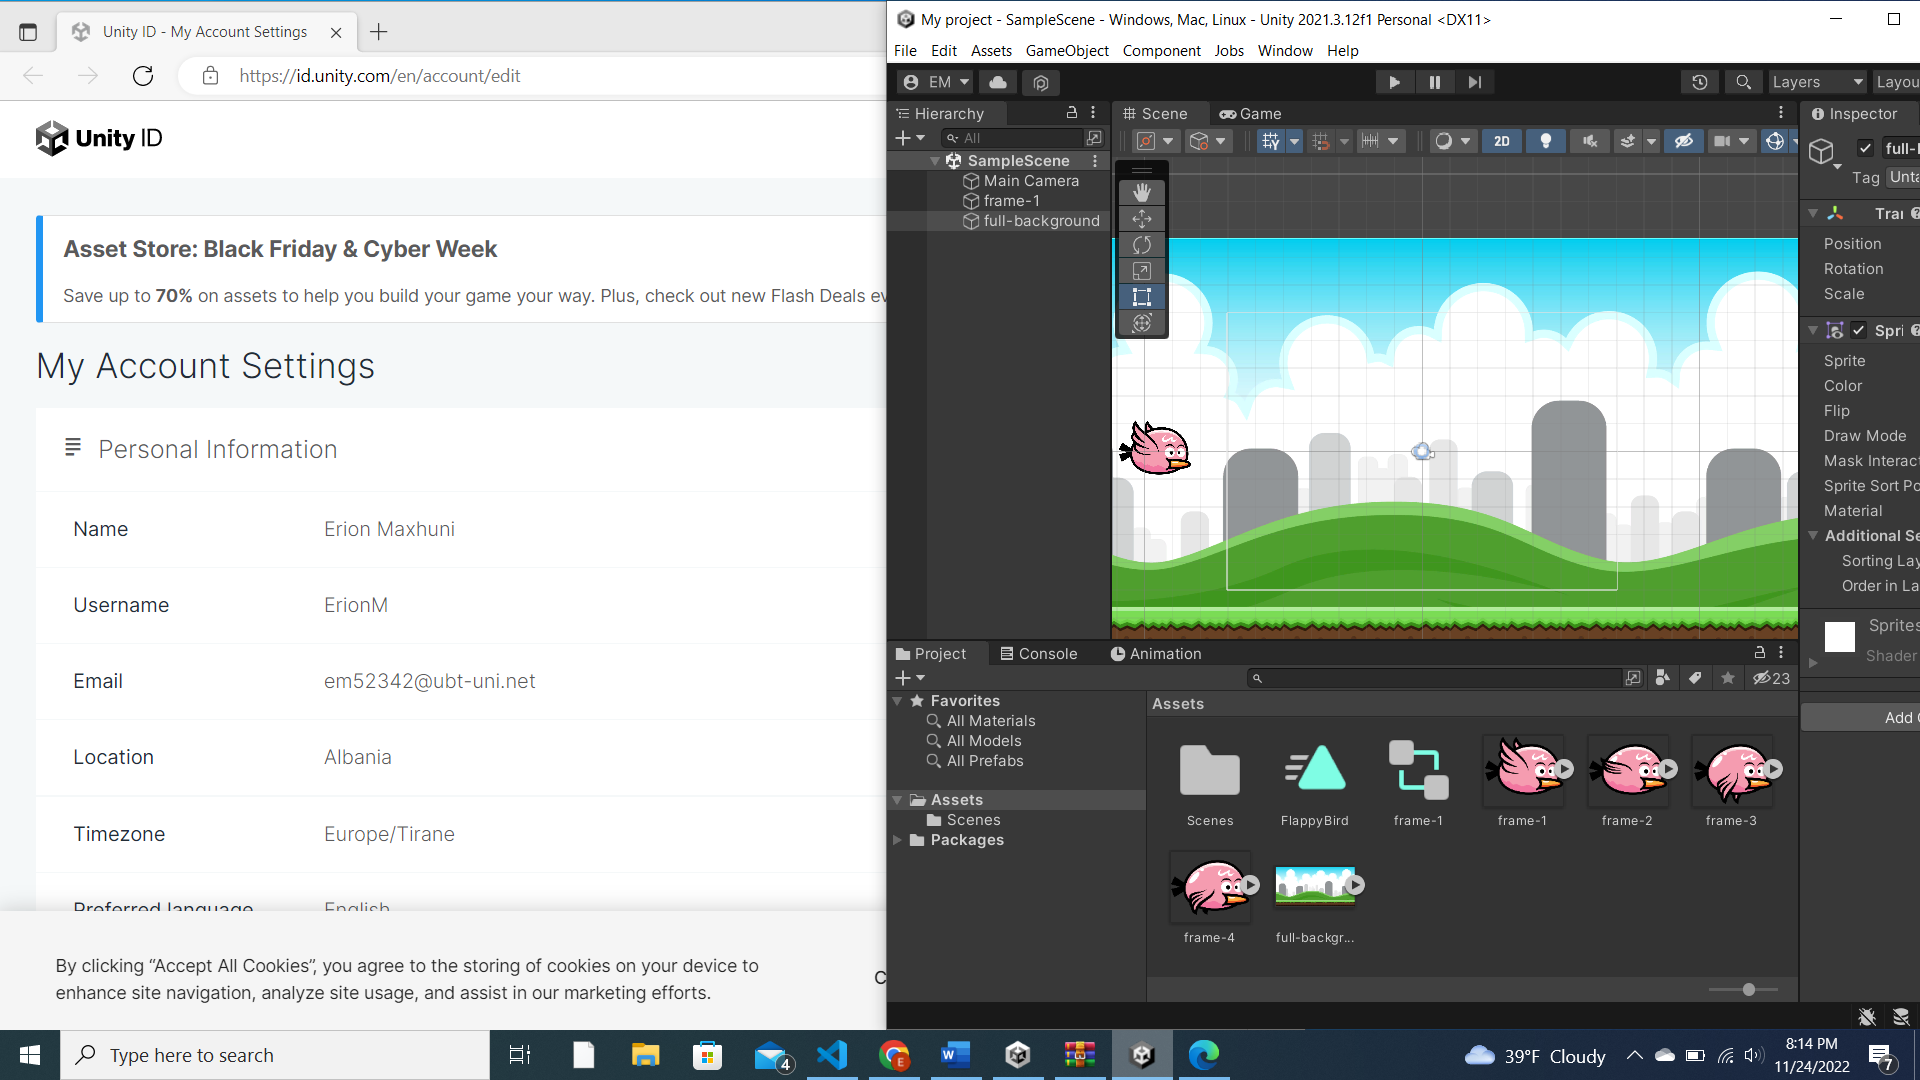 Unity ID - My Account Settings
https://id.unity.com/en/account/edit
Unity ID
Asset Store: Black Friday & Cyber Week
Save up to 70% on assets to help you build your game your way. Plus, check out new Flash Deals ev
My Account Settings
Personal Information
Name Erion Maxhuni
Username ErionM
Email em52342@ubt-uni.net
Location Albania
Timezone Europe/Tirane
Preferred language English
By clicking “Accept All Cookies”, you agree to the storing of cookies on your device to
enhance site navigation, analyze site usage, and assist in our marketing efforts.
C
My project - SampleScene - Windows, Mac, Linux - Unity 2021.3.12f1 Personal <DX11>
File Edit Assets GameObject Component Jobs Window Help
EM
Layers
Layou
Hierarchy
All
SampleScene
Main Camera
frame-1
full-background
Scene
Game
2D
Inspector
full-
Tag Unta
Tra
Position
Rotation
Scale
Spri
Sprite
Color
Flip
Draw Mode
Mask Interac
Sprite Sort Po
Material
Additional Se
Sorting Lay
Order in La
Sprites
Shader
Add
Project
Console
Animation
23
Favorites
All Materials
All Models
All Prefabs
Assets
Scenes
Packages
Assets
Scenes
FlappyBird
frame-1
frame-1
frame-2
frame-3
frame-4
full-backgr...
Type here to search
4
E
39°F Cloudy
8:14 PM
11/24/2022
7